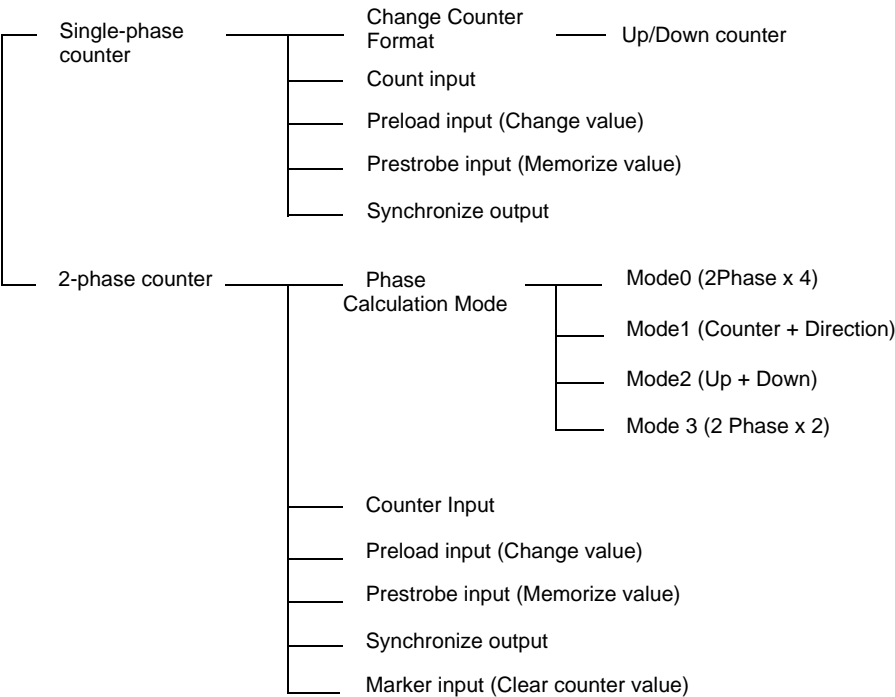 Single-phase
counter
Change Counter
Format
Up/Down counter
Count input
Preload input (Change value)
Prestrobe input (Memorize value)
Synchronize output
2-phase counter
Phase
Calculation Mode
Mode0 (2Phase x 4)
Mode1 (Counter + Direction)
Mode2 (Up + Down)
Mode 3 (2 Phase x 2)
Counter Input
Preload input (Change value)
Prestrobe input (Memorize value)
Synchronize output
Marker input (Clear counter value)